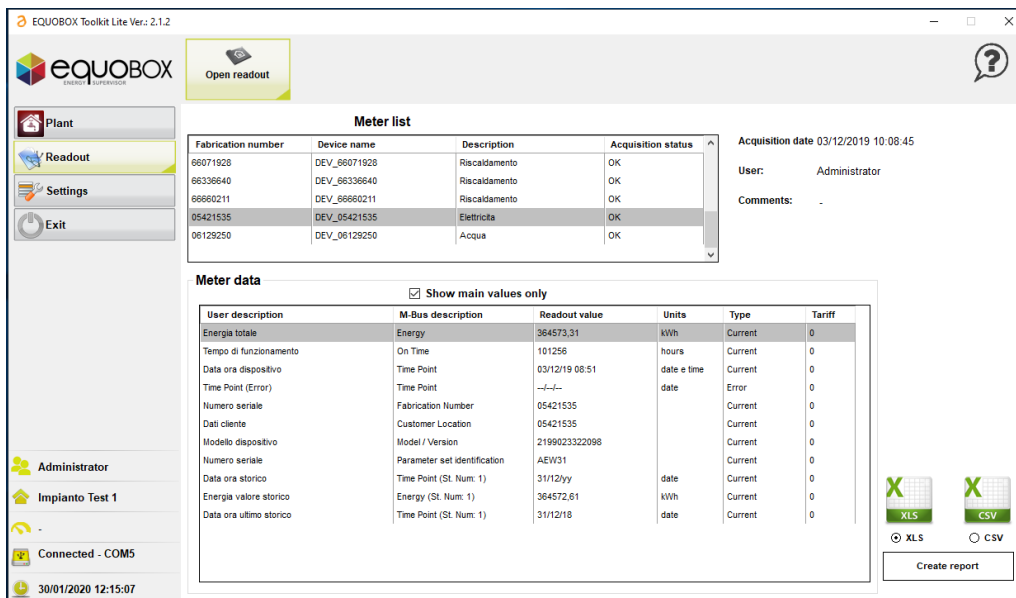 EQUOBOX Toolkit Lite Ver.: 2.1.2
equoBOX
ENERGY SUPERVISOR
Open readout
Plant
Readout
Settings
Exit
Meter list
Fabrication number Device name Description Acquisition status
66071928 DEV_66071928 Riscaldamento OK
66336640 DEV_66336640 Riscaldamento OK
66660211 DEV_66660211 Riscaldamento OK
05421535 DEV_05421535 Elettricita OK
06129250 DEV_06129250 Acqua OK
Acquisition date 03/12/2019 10:08:45
User: Administrator
Comments: -
Meter data
Show main values only
User description M-Bus description Readout value Units Type Tariff
Energia totale Energy 364573,31 kWh Current 0
Tempo di funzionamento On Time 101256 hours Current 0
Data ora dispositivo Time Point 03/12/19 08:51 date e time Current 0
Time Point (Error) Time Point --/--/-- date Error 0
Numero seriale Fabrication Number 05421535 Current 0
Dati cliente Customer Location 05421535 Current 0
Modello dispositivo Model / Version 2199023322098 Current 0
Numero seriale Parameter set identification AEW31 Current 0
Data ora storico Time Point (St. Num: 1) 31/12/yy date Current 0
Energia valore storico Energy (St. Num: 1) 364572,61 kWh Current 0
Data ora ultimo storico Time Point (St. Num: 1) 31/12/18 date Current 0
Administrator
Impianto Test 1
-
Connected - COM5
30/01/2020 12:15:07
X XLS
X CSV
XLS CSV
Create report